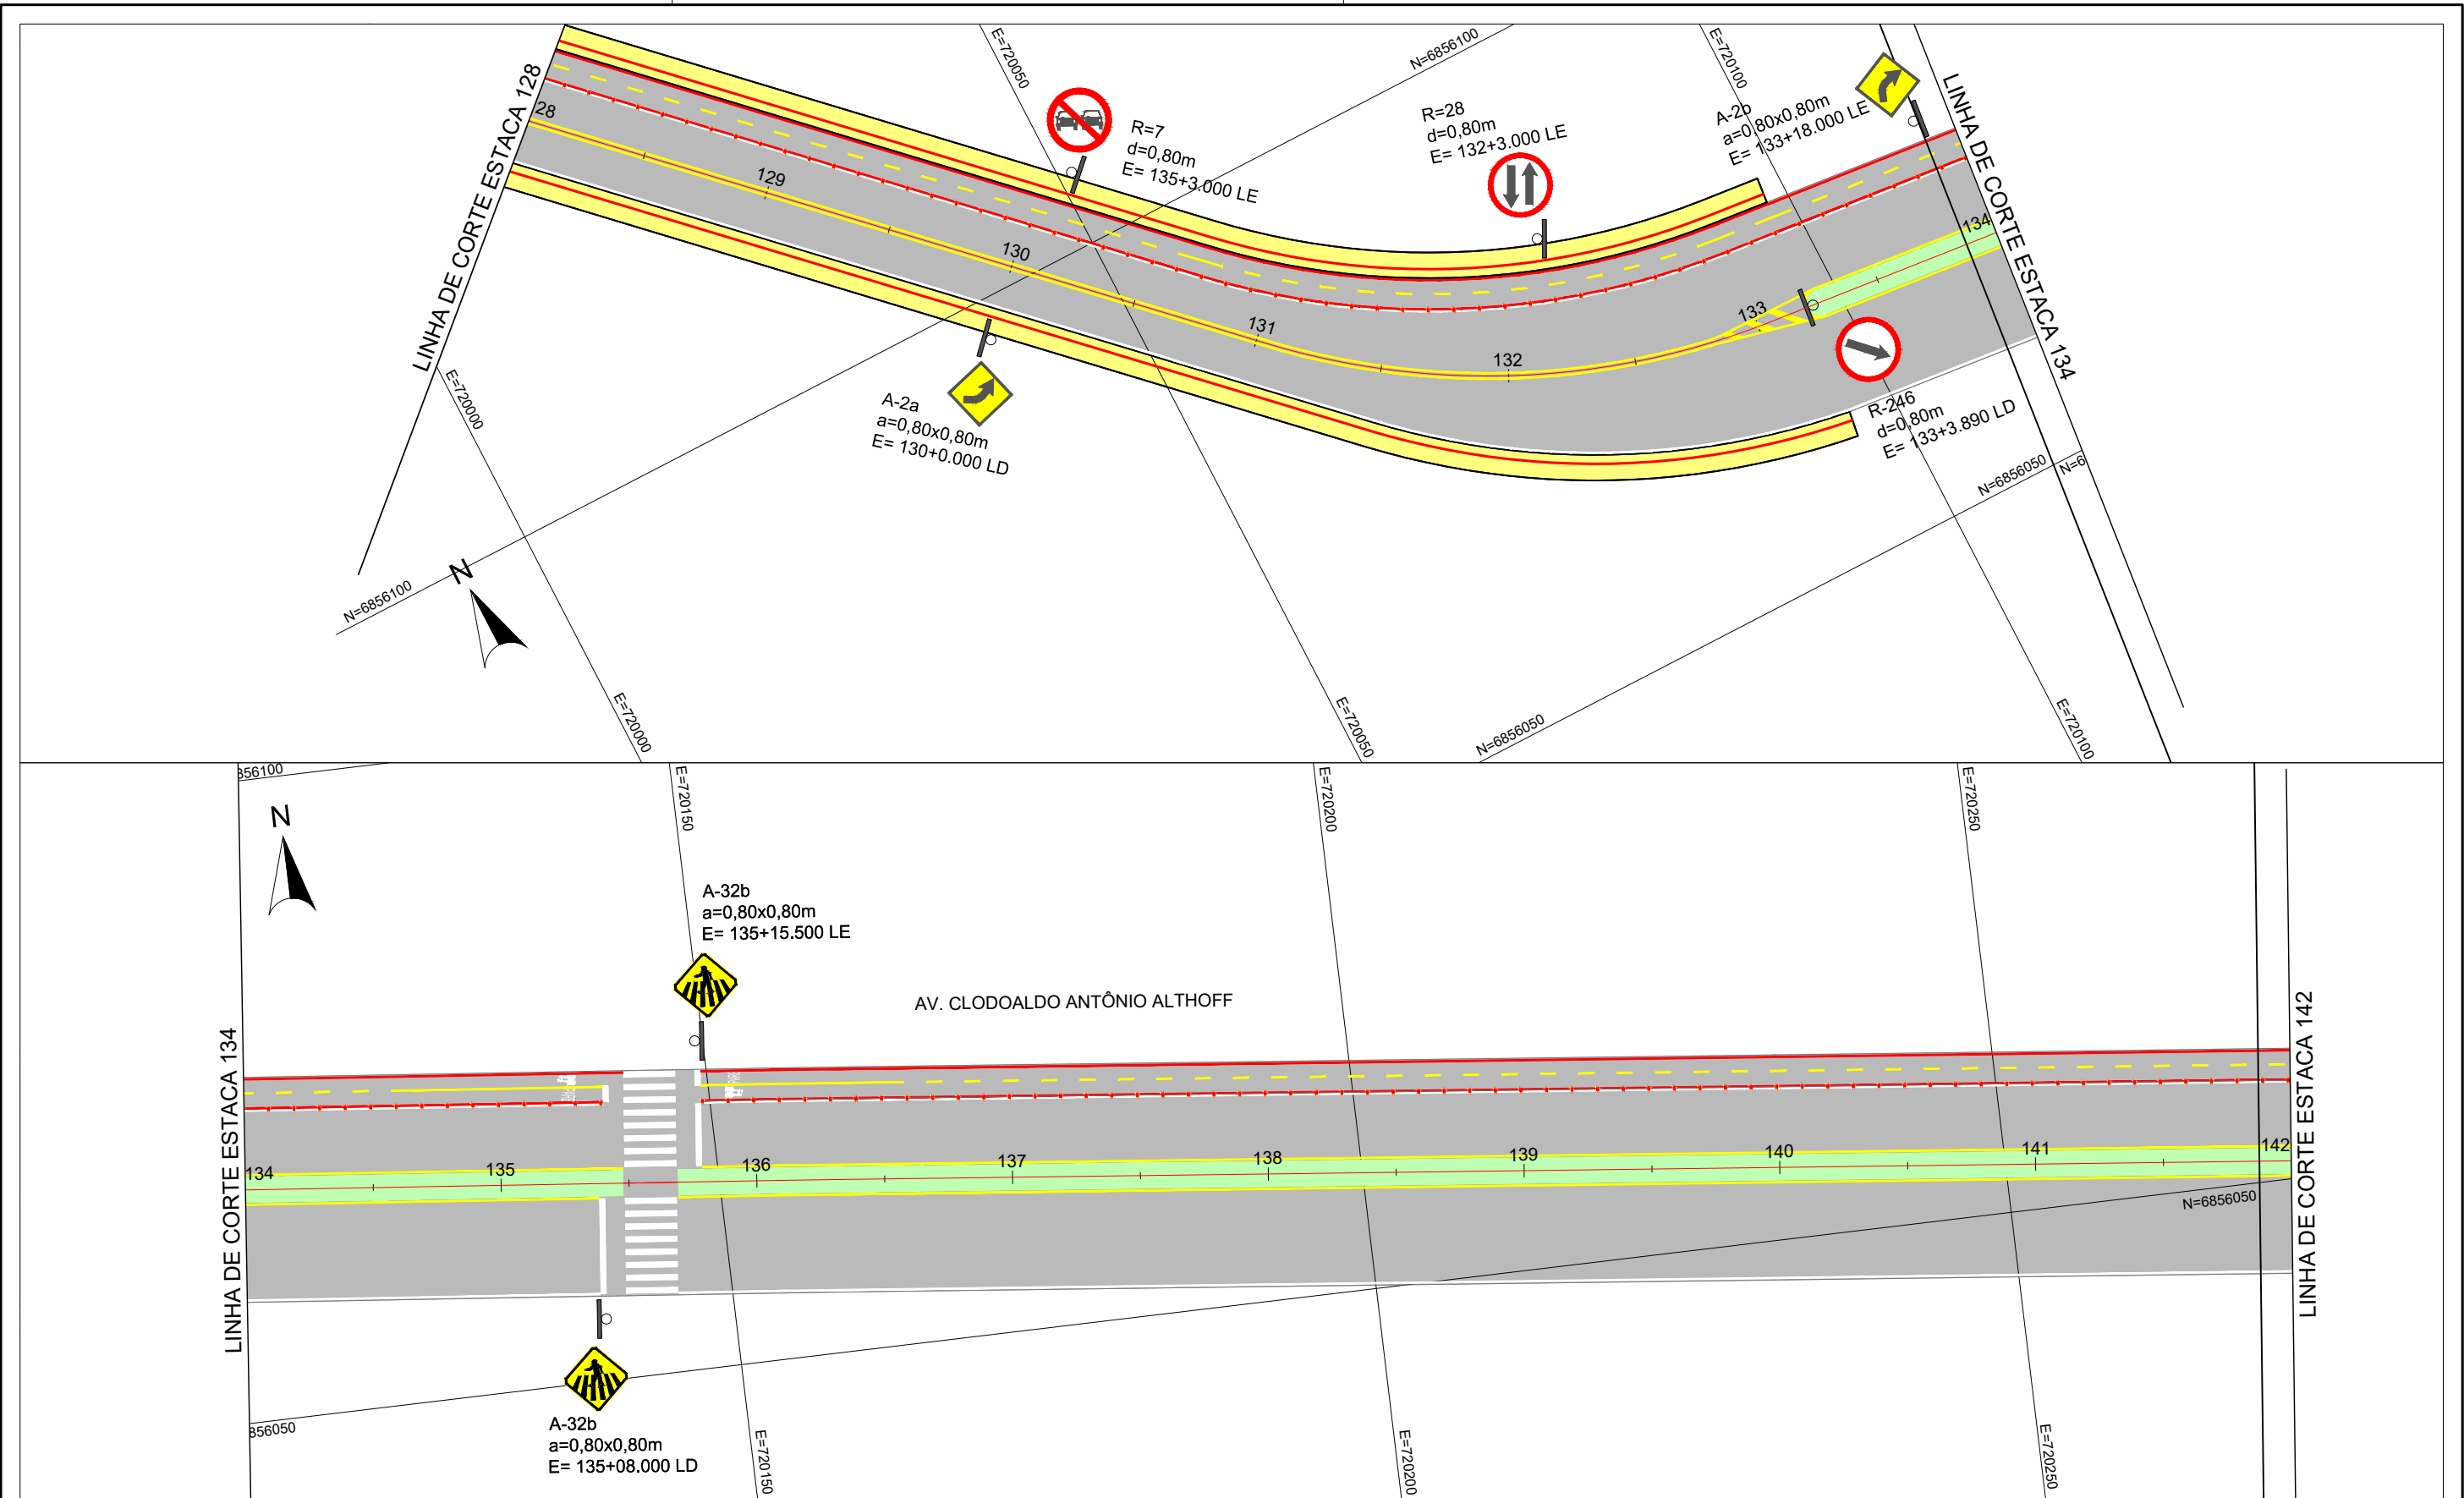 LINHA DE CORTE ESTACA 128
28
129
130
131
132
133
134
E=720050
N=6856100
E=720100
R=7
d=0,80m
E= 135+3.000 LE
R=28
d=0,80m
E= 132+3.000 LE
A-2b
a=0,80x0,80m
E= 133+18.000 LE
LINHA DE CORTE ESTACA 134
A-2a
a=0,80x0,80m
E= 130+0.000 LD
R-246
d=0,80m
E= 133+3.890 LD
E=720000
N=6856100
N
E=720000
E=720050
N=6856050
N=6856050
N=6
E=720100
856100
N
E=720150
E=720200
E=720250
A-32b
a=0,80x0,80m
E= 135+15.500 LE
AV. CLODOALDO ANTÔNIO ALTHOFF
LINHA DE CORTE ESTACA 134
134
135
136
137
138
139
140
141
142
LINHA DE CORTE ESTACA 142
N=6856050
A-32b
a=0,80x0,80m
E= 135+08.000 LD
856050
E=720150
E=720200
E=720250